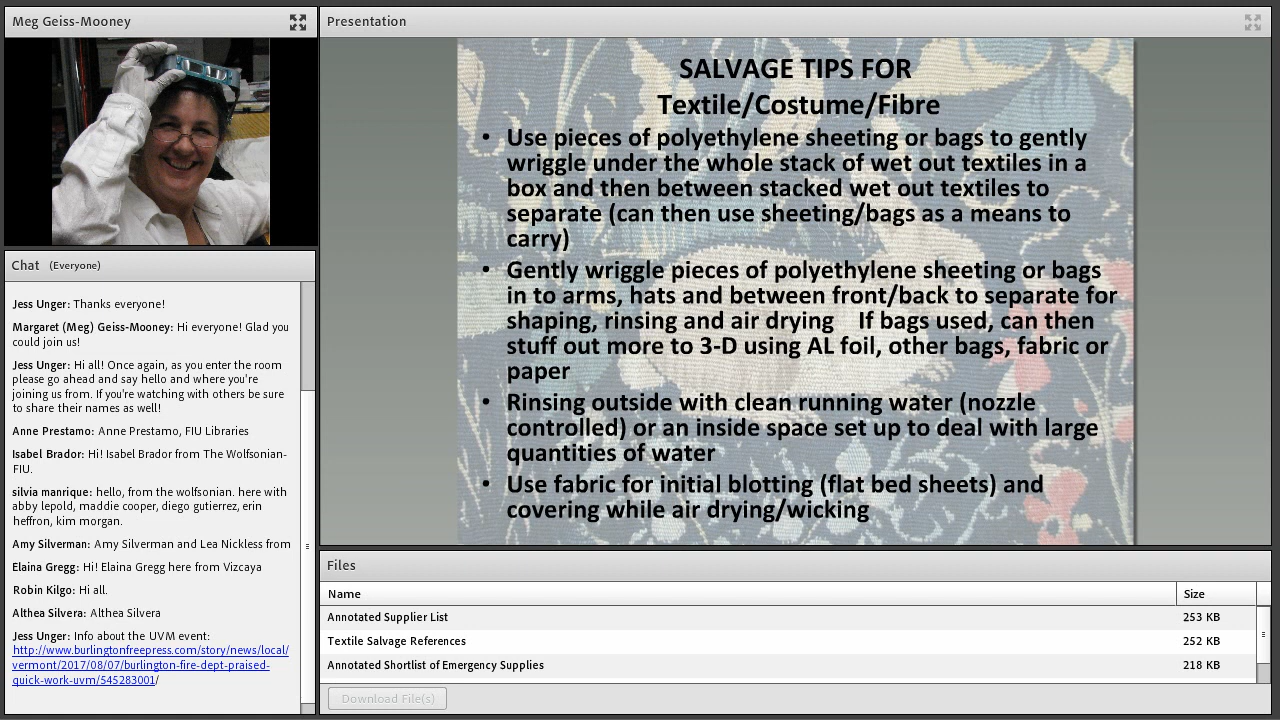 Meg Geiss-Mooney
Presentation
SALVAGE TIPS FOR
Textile/Costume/Fibre
• Use pieces of polyethylene sheeting or bags to gently
wriggle under the whole stack of wet out textiles in a
box and then between stacked wet out textiles to
separate (can then use sheeting/bags as a means to
carry)
• Gently wriggle pieces of polyethylene sheeting or bags
in to arms, hats and between front/back to separate for
shaping, rinsing and air drying    If bags used, can then
stuff out more to 3-D using AL foil, other bags, fabric or
paper
• Rinsing outside with clean running water (nozzle
controlled) or an inside space set up to deal with large
quantities of water
• Use fabric for initial blotting (flat bed sheets) and
covering while air drying/wicking
Chat (Everyone)
Jess Unger: Thanks everyone!
Margaret (Meg) Geiss-Mooney: Hi everyone! Glad you
could join us!
Jess Unger: Hi all! Once again, as you enter the room
please go ahead and say hello and where you're
joining us from. If you're watching with others be sure
to share their names as well!
Anne Prestamo: Anne Prestamo, FIU Libraries
Isabel Brador: Hi! Isabel Brador from The Wolfsonian-
FIU.
silvia manrique: hello, from the wolfsonian. here with
abby lepold, maddie cooper, diego gutierrez, erin
heffron, kim morgan.
Amy Silverman: Amy Silverman and Lea Nickless from
Elaina Gregg: Hi! Elaina Gregg here from Vizcaya
Robin Kilgo: Hi all.
Althea Silvera: Althea Silvera
Jess Unger: Info about the UVM event:
http://www.burlingtonfreepress.com/story/news/local/
vermont/2017/08/07/burlington-fire-dept-praised-
quick-work-uvm/545283001/
Files
Name Size
Annotated Supplier List 253 KB
Textile Salvage References 252 KB
Annotated Shortlist of Emergency Supplies 218 KB
Download File(s)